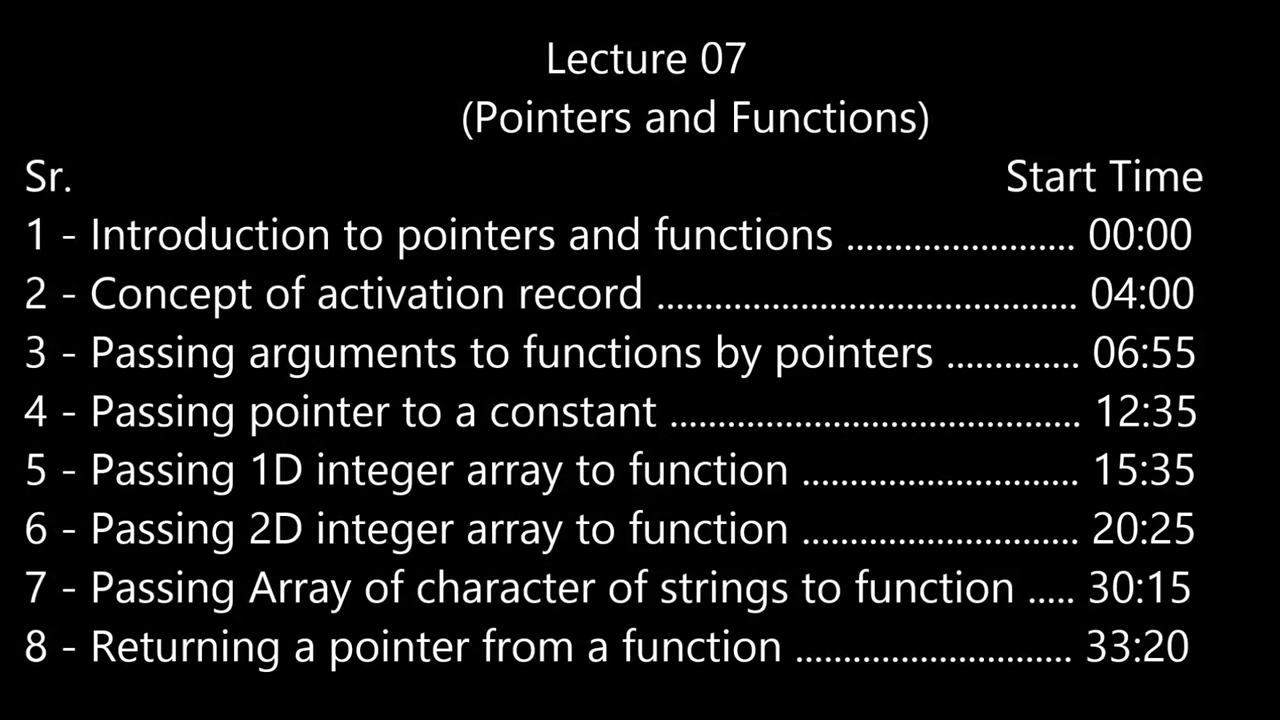 Lecture 07
(Pointers and Functions)
Sr. Start Time
1 - Introduction to pointers and functions ........................ 00:00
2 - Concept of activation record ............................................ 04:00
3 - Passing arguments to functions by pointers .............. 06:55
4 - Passing pointer to a constant ........................................... 12:35
5 - Passing 1D integer array to function ............................. 15:35
6 - Passing 2D integer array to function ............................. 20:25
7 - Passing Array of character of strings to function ..... 30:15
8 - Returning a pointer from a function ............................. 33:20